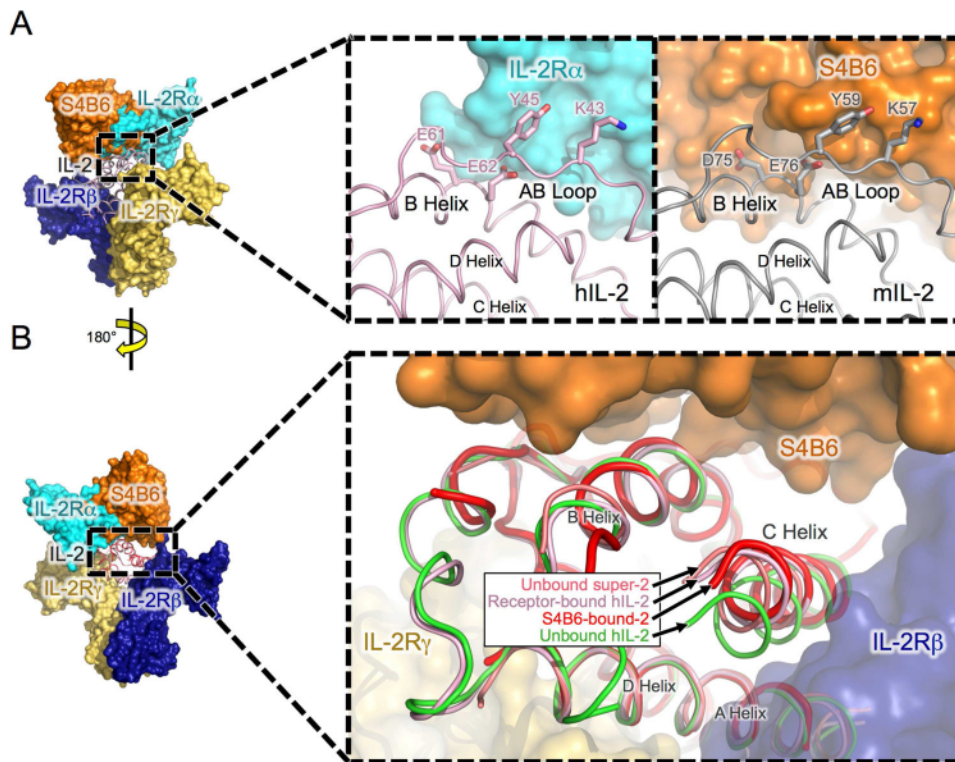 A
S4B6
IL-2Rα
IL-2
IL-2Rβ
IL-2Rγ
IL-2Rα
E61
Y45
K43
E62
B Helix
AB Loop
D Helix
C Helix
hIL-2
S4B6
Y59
K57
D75
E76
B Helix
AB Loop
D Helix
C Helix
mIL-2
180°
B
S4B6
IL-2Rα
IL-2
IL-2Rγ
IL-2Rβ
S4B6
B Helix
C Helix
Unbound super-2
Receptor-bound hIL-2
S4B6-bound-2
Unbound hIL-2
IL-2Rγ
IL-2Rβ
D Helix
A Helix